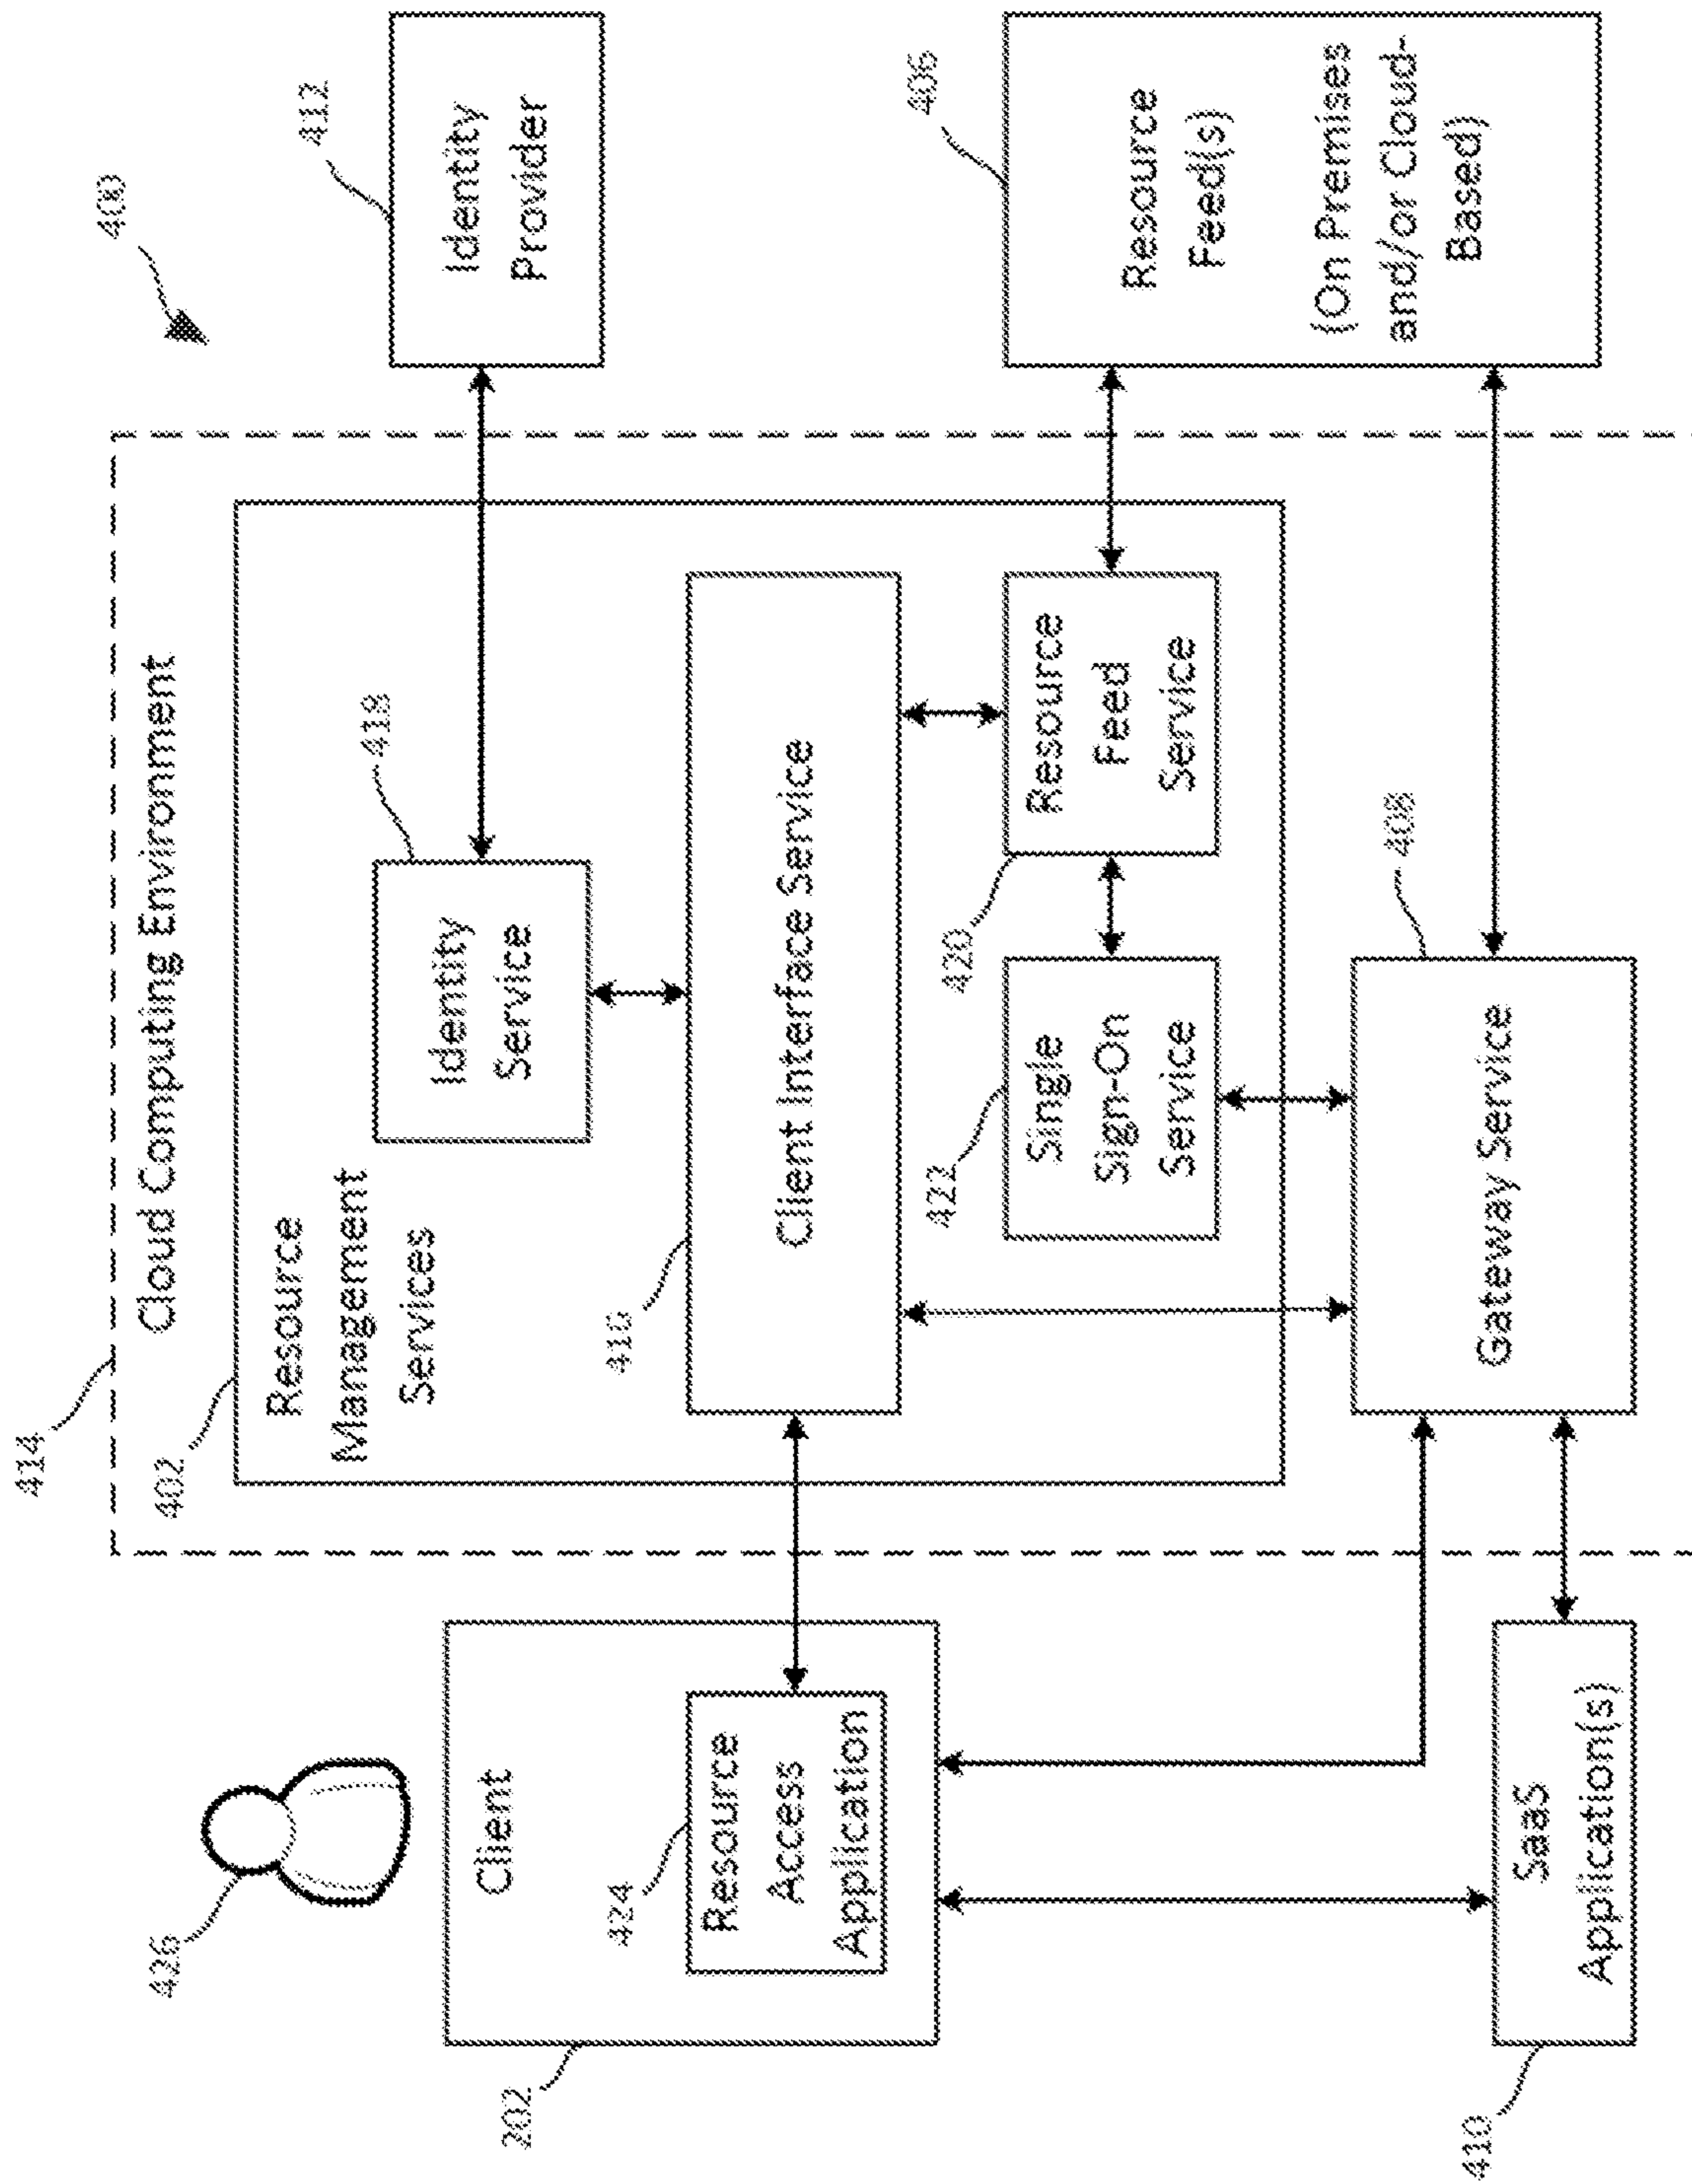 414
400
Cloud Computing Environment
402
426
412
Resource
Management
Services
418
Identity
Service
Identity
Provider
202
Client
424
Resource
Access
Application
Client Interface Service
406
Resource
Feed(s)
(On Premises
and/or Cloud-
Based)
422
Single
Sign-On
Service
420
Resource
Feed
Service
408
Gateway Service
410
SaaS
Application(s)